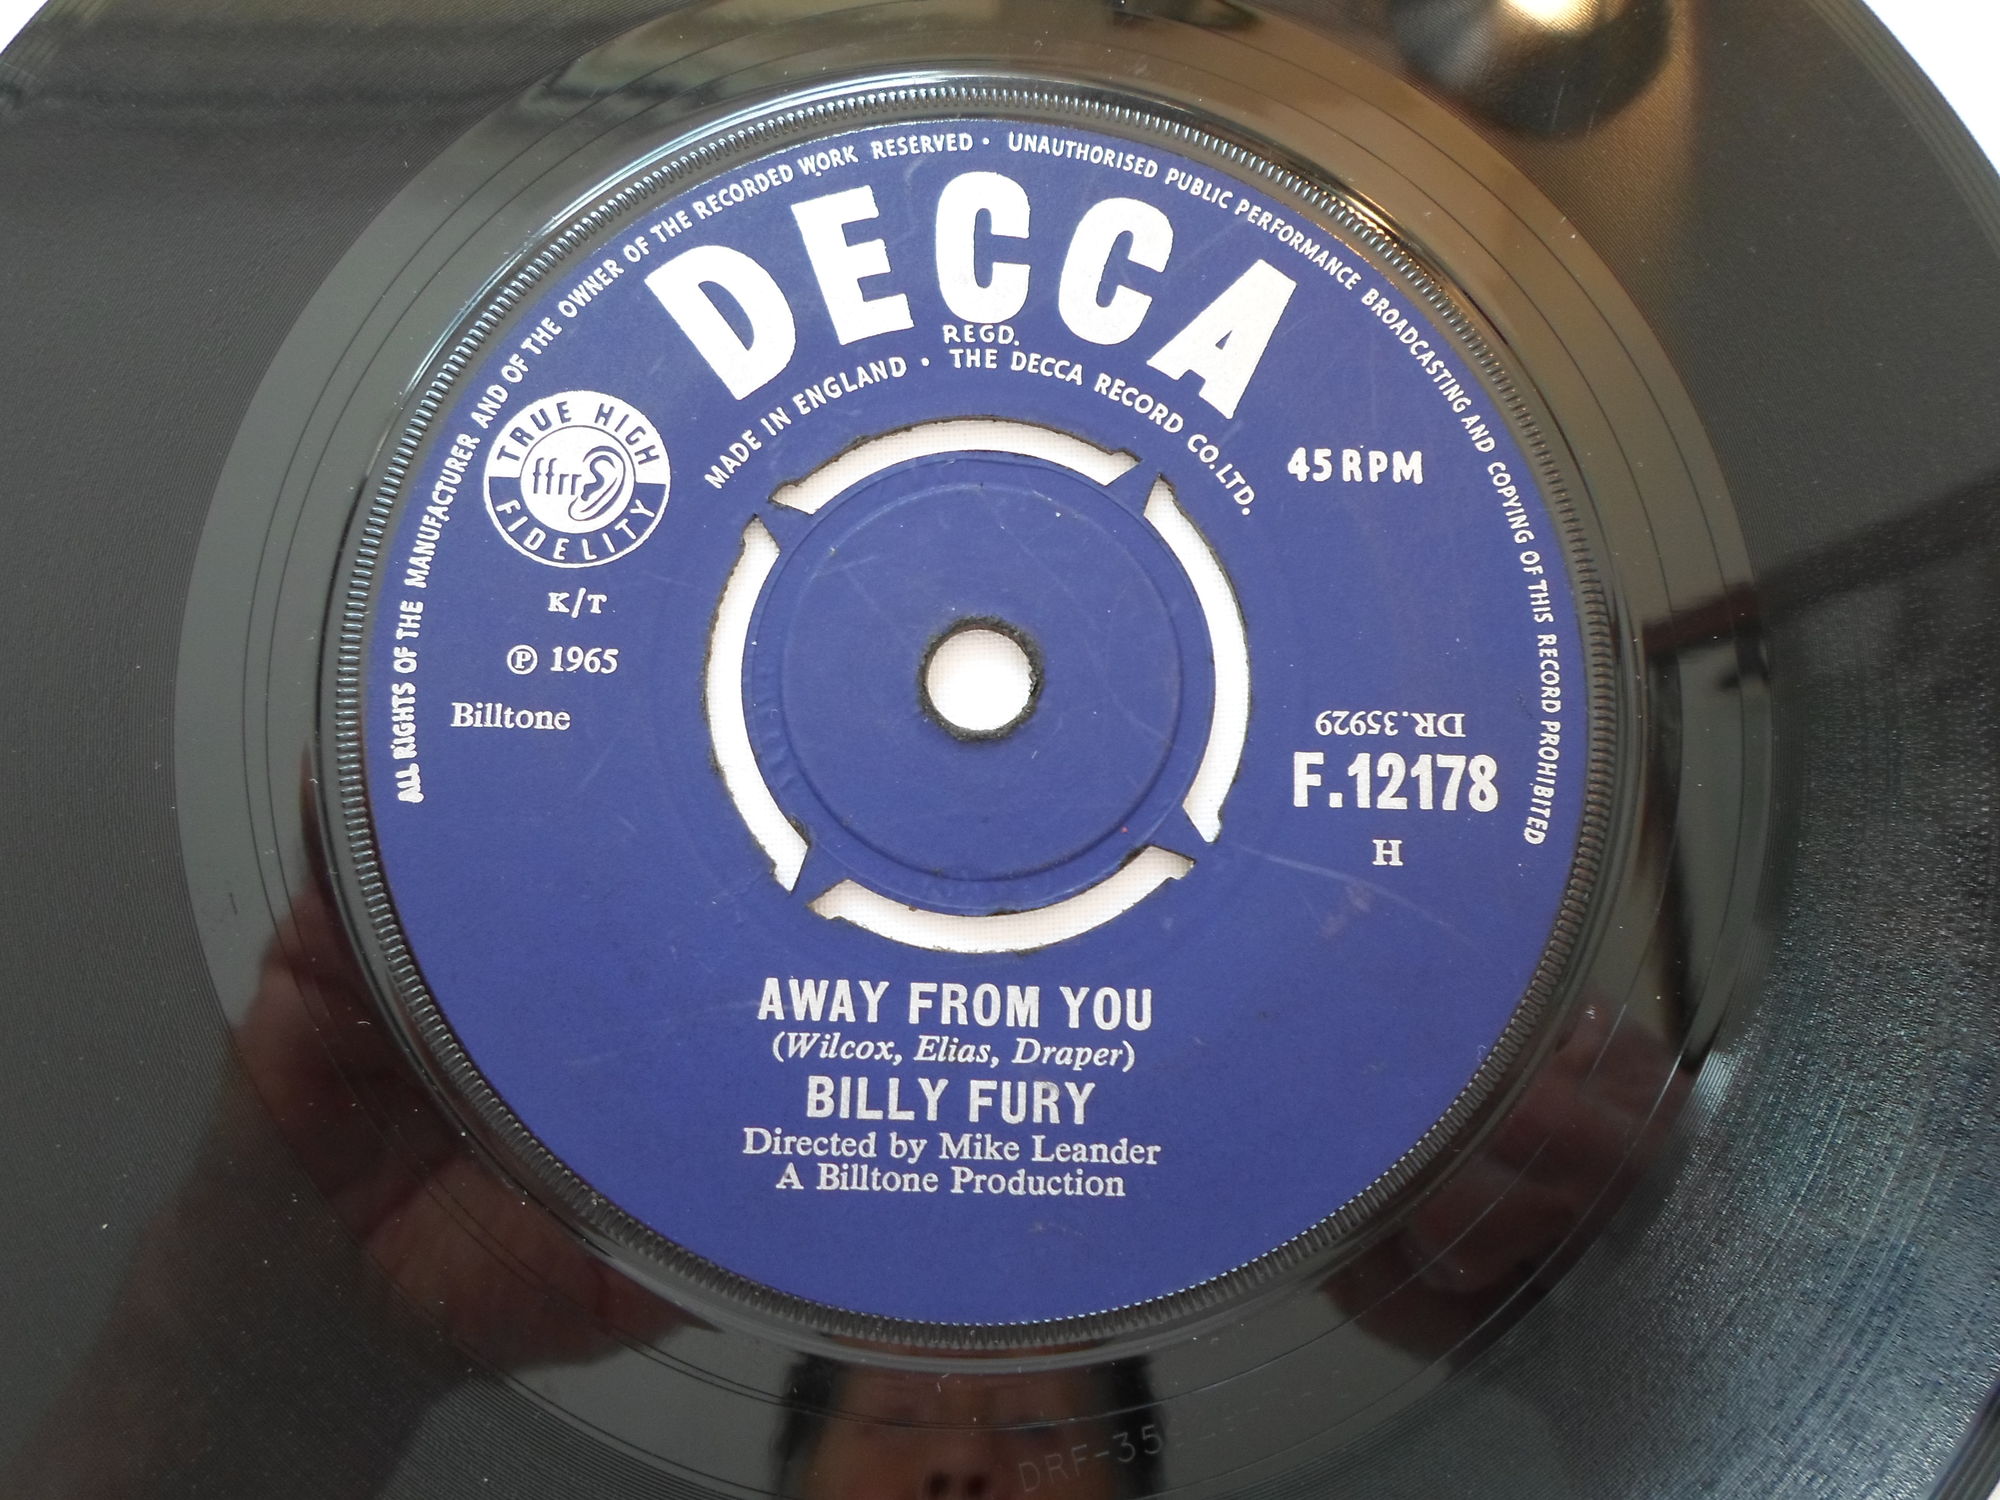 ALL RIGHTS OF THE MANUFACTURER AND OF THE OWNER OF THE RECORDED WORK RESERVED • UNAUTHORISED PUBLIC PERFORMANCE BROADCASTING AND COPYING OF THIS RECORD PROHIBITED
DECCA
REGD.
MADE IN ENGLAND • THE DECCA RECORD CO. LTD.
TRUE HIGH
ffrr
FIDELITY
45 RPM
K/T
Ⓟ 1965
Billtone
DR.35929
F.12178
H
AWAY FROM YOU
(Wilcox, Elias, Draper)
BILLY FURY
Directed by Mike Leander
A Billtone Production